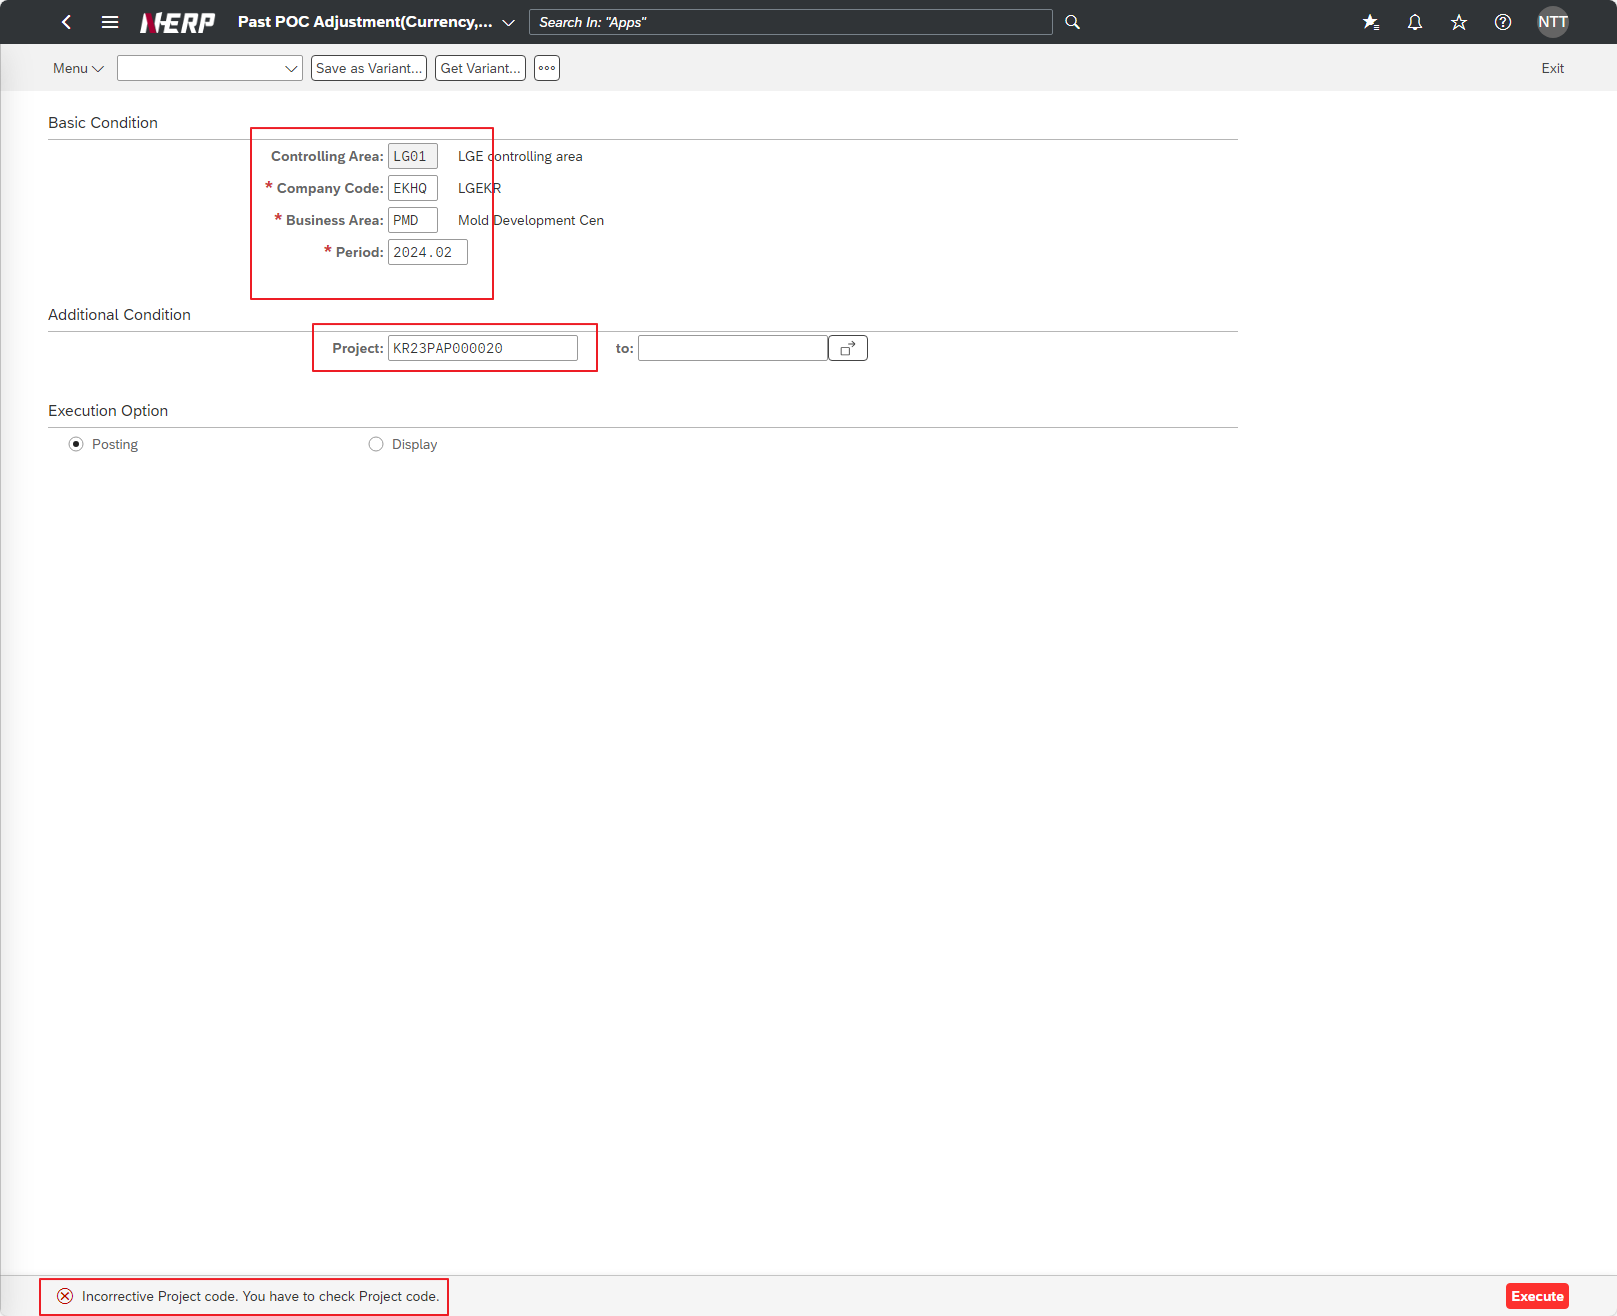 NERP Past POC Adjustment(Currency,... Search In: "Apps" NTT
Menu Save as Variant... Get Variant... Exit
Basic Condition
Controlling Area: LG01 LGE controlling area
* Company Code: EKHQ LGEKR
* Business Area: PMD Mold Development Cen
* Period: 2024.02
Additional Condition
Project: KR23PAP000020 to:
Execution Option
Posting Display
Incorrective Project code. You have to check Project code. Execute